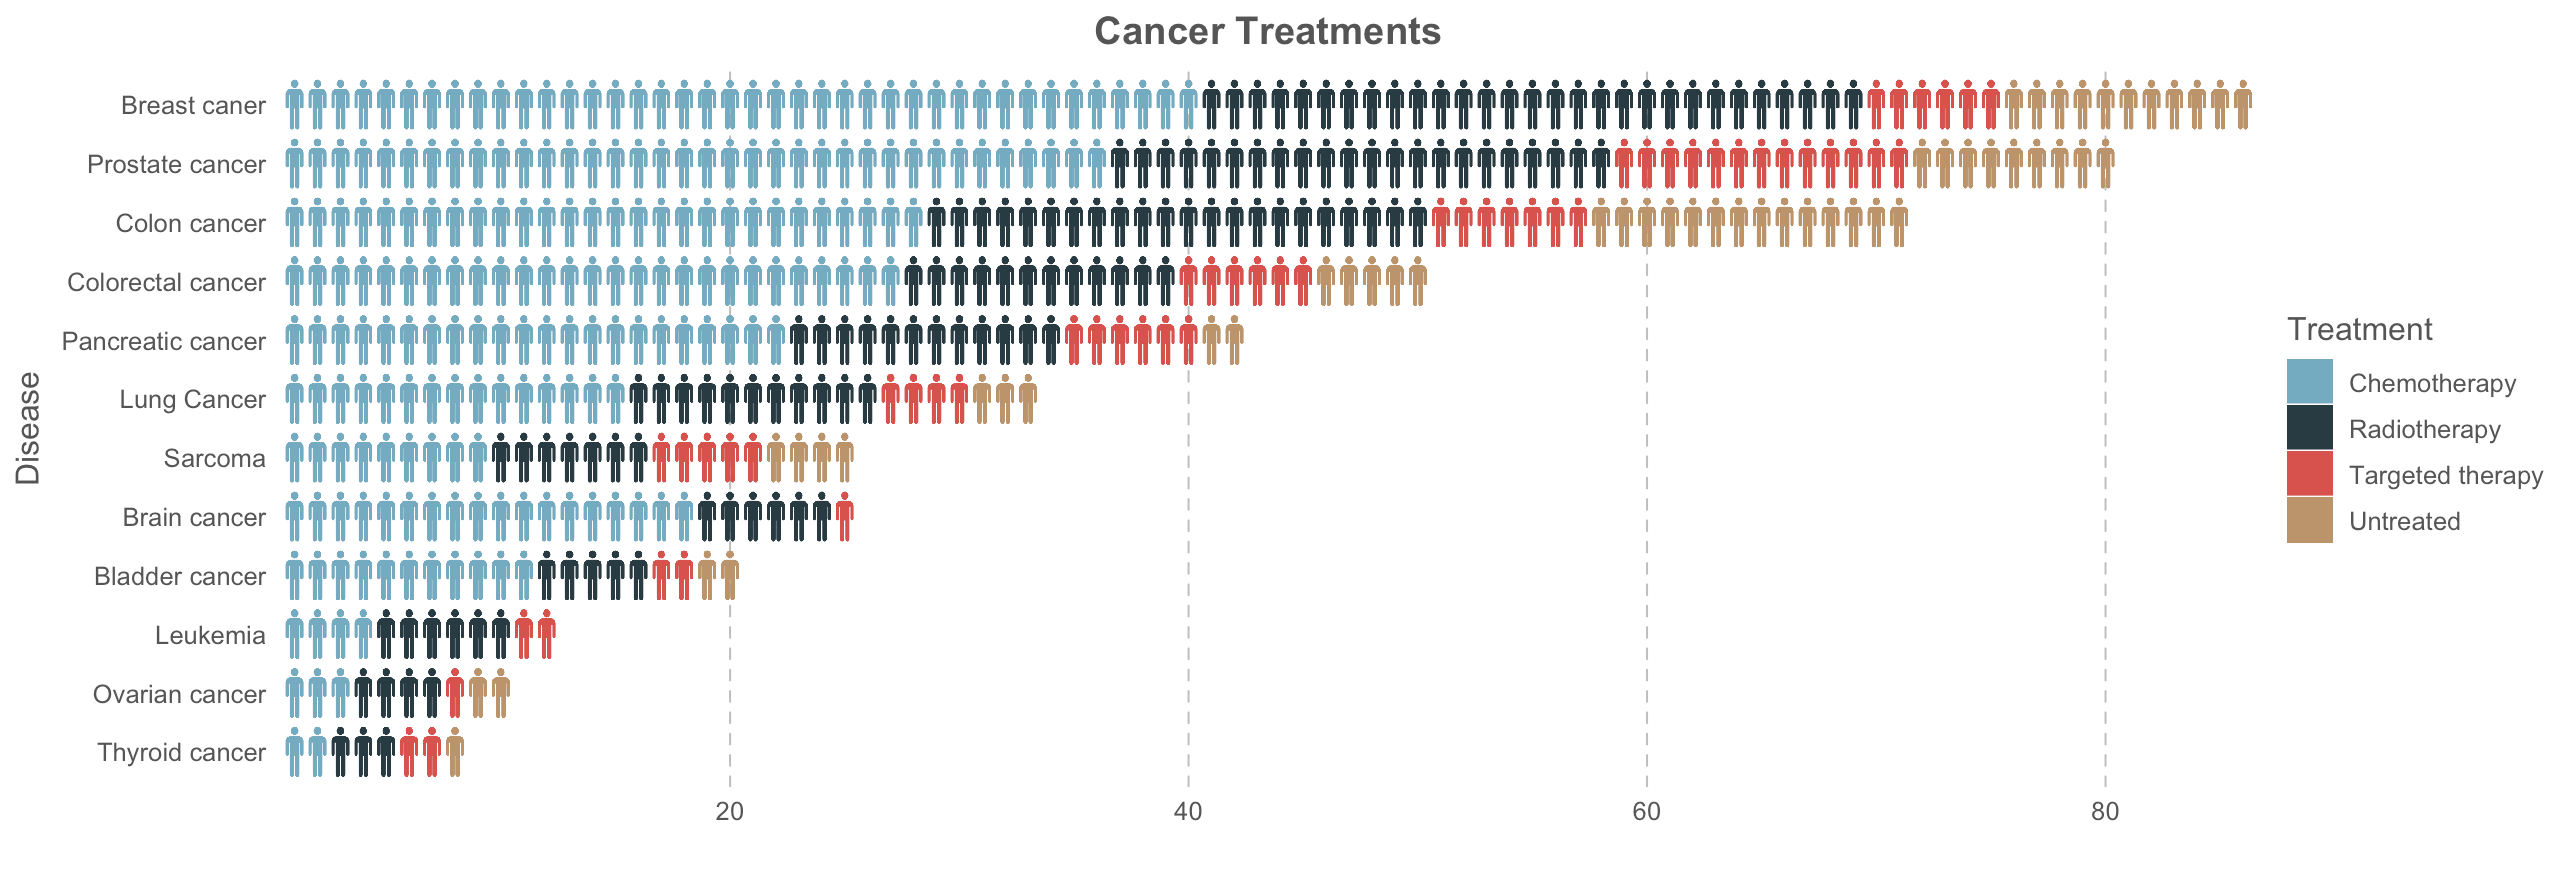 Cancer Treatments
Disease
Breast caner
Prostate cancer
Colon cancer
Colorectal cancer
Pancreatic cancer
Lung Cancer
Sarcoma
Brain cancer
Bladder cancer
Leukemia
Ovarian cancer
Thyroid cancer
20
40
60
80
Treatment
Chemotherapy
Radiotherapy
Targeted therapy
Untreated